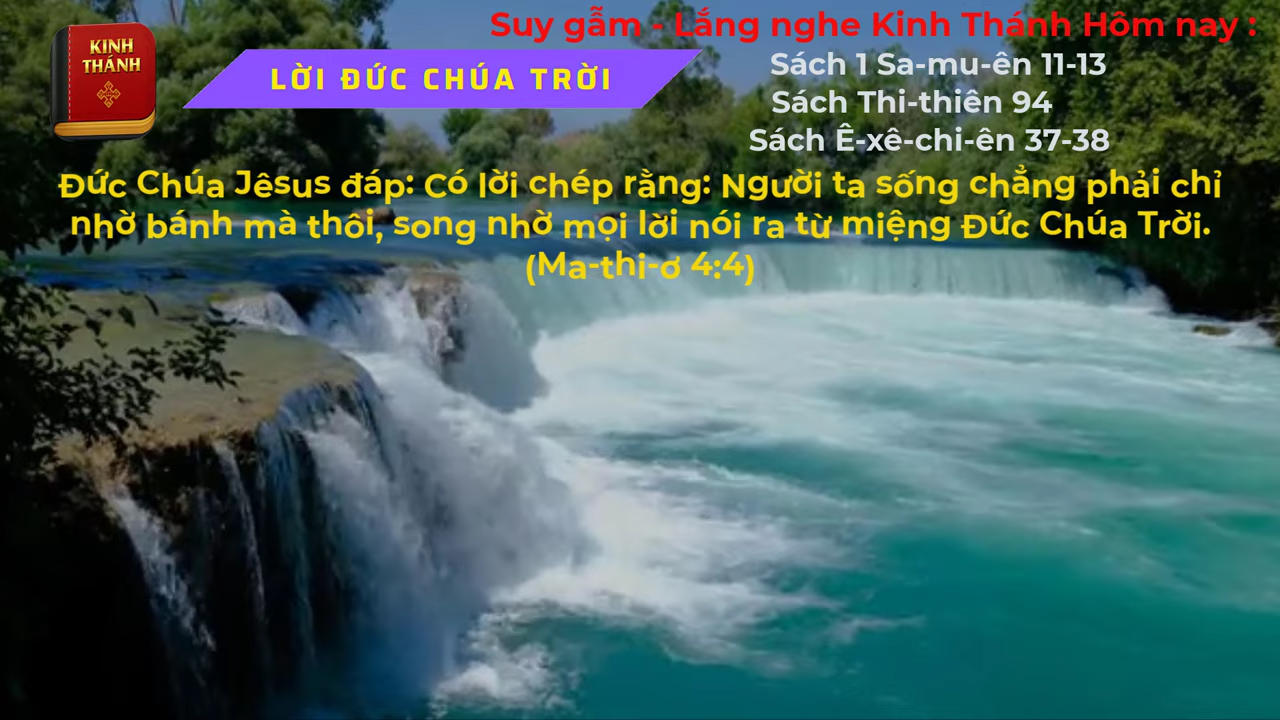 Suy gẫm - Lắng nghe Kinh Thánh Hôm nay :
KINH
THÁNH
LỜI ĐỨC CHÚA TRỜI
Sách 1 Sa-mu-ên 11-13
Sách Thi-thiên 94
Sách Ê-xê-chi-ên 37-38
Đức Chúa Jêsus đáp: Có lời chép rằng: Người ta sống chẳng phải chỉ
nhờ bánh mà thôi, song nhờ mọi lời nói ra từ miệng Đức Chúa Trời.
(Ma-thi-ơ 4:4)